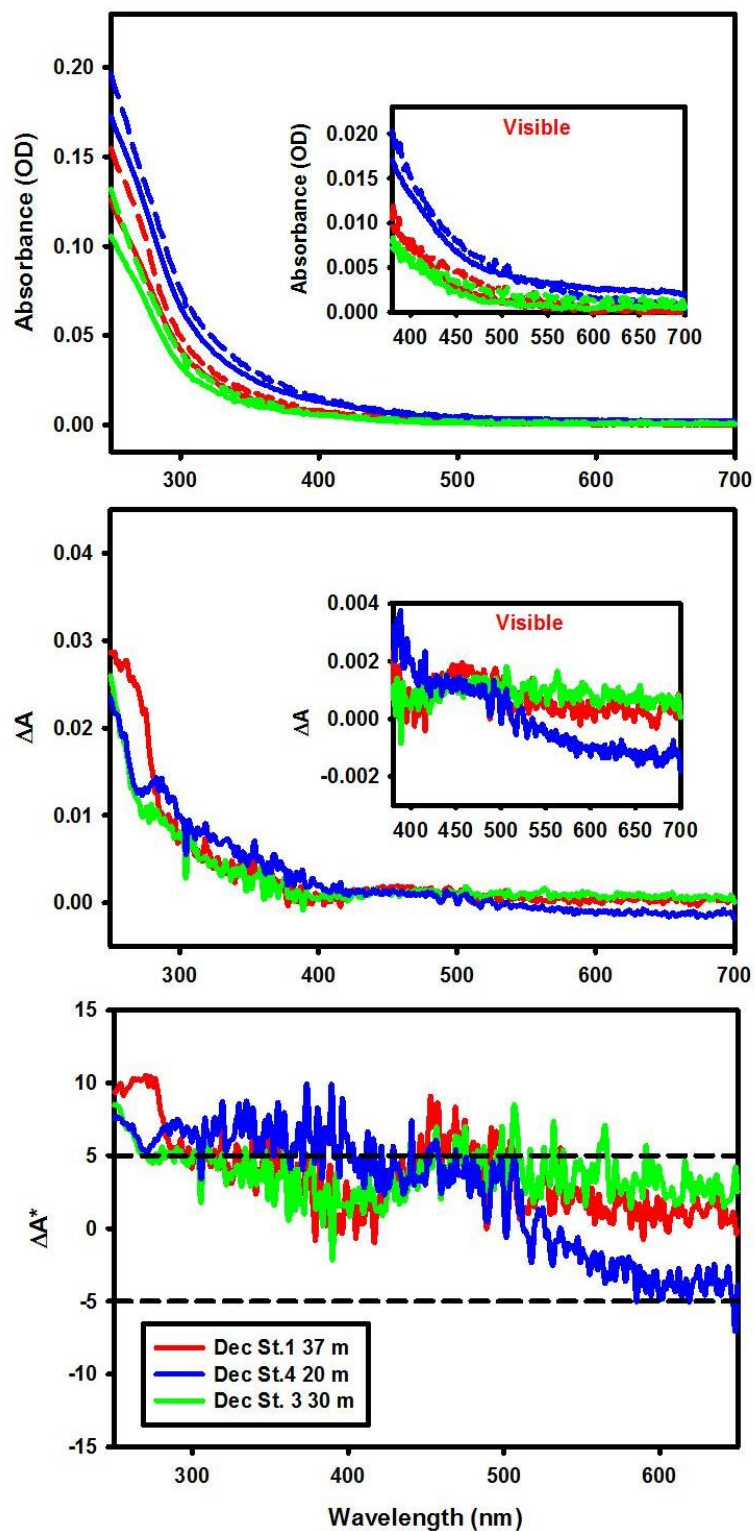 Absorbance (OD)
0.20
0.15
0.10
0.05
0.00
300 400 500 600 700
Visible
Absorbance (OD)
0.020
0.015
0.010
0.005
0.000
400 450 500 550 600 650 700
ΔA
0.04
0.03
0.02
0.01
0.00
300 400 500 600 700
Visible
ΔA
0.004
0.002
0.000
-0.002
400 450 500 550 600 650 700
ΔA*
15
10
5
0
-5
-10
-15
Dec St.1 37 m
Dec St.4 20 m
Dec St. 3 30 m
300 400 500 600
Wavelength (nm)